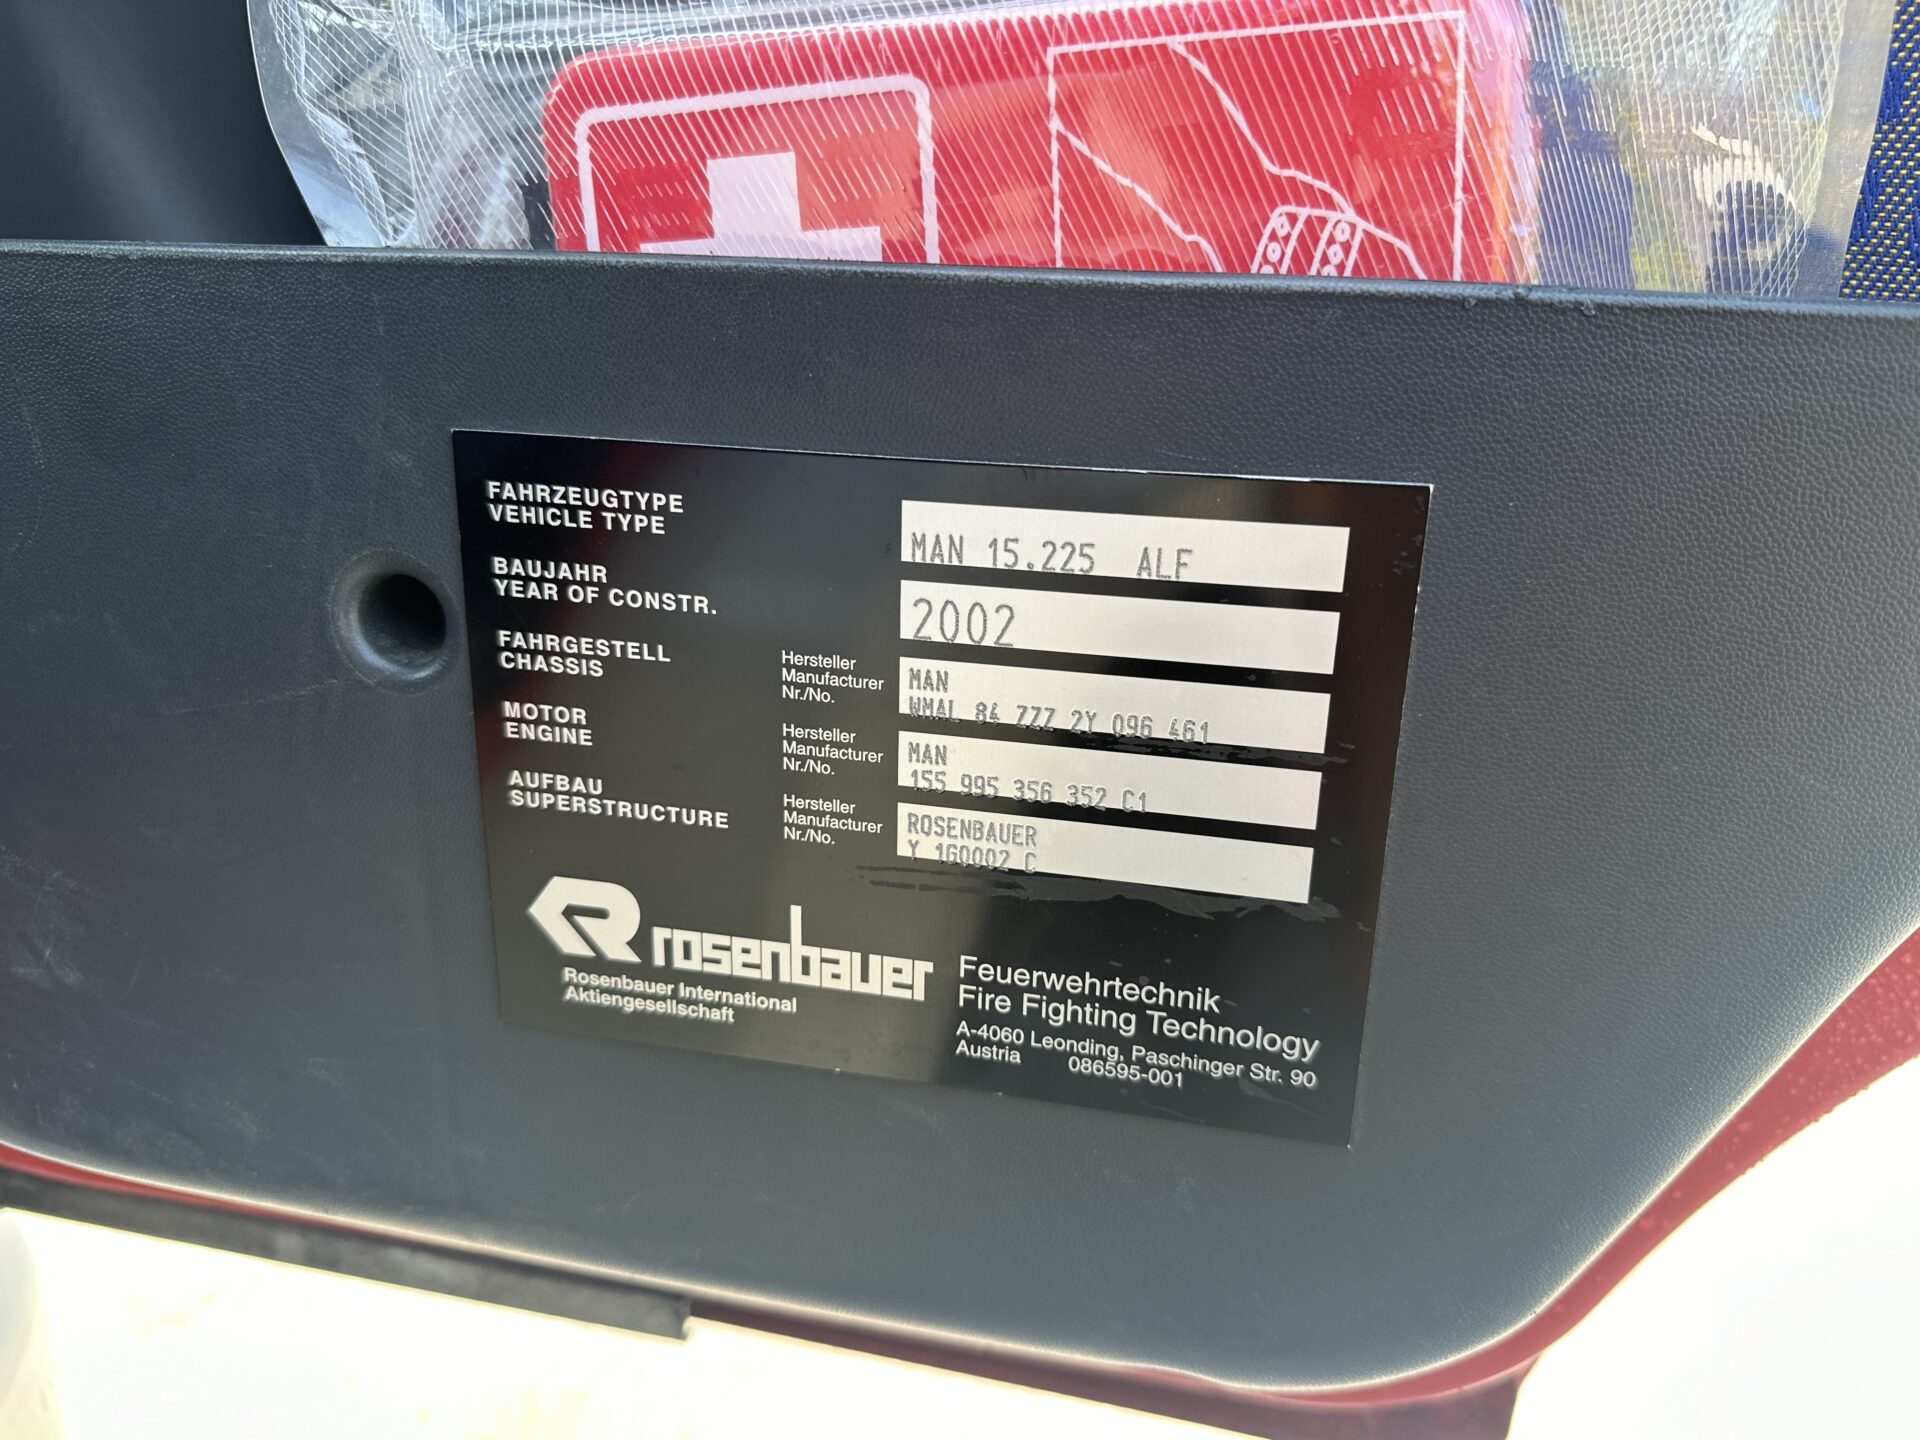 FAHRZEUGTYPE
VEHICLE TYPE
MAN 15.225 ALF
BAUJAHR
YEAR OF CONSTR.
2002
FAHRGESTELL
CHASSIS
Hersteller
Manufacturer
Nr./No.
MAN
WMAL 84 ZZZ 2Y 096 461
MOTOR
ENGINE
Hersteller
Manufacturer
Nr./No.
MAN
155 995 356 352 C1
AUFBAU
SUPERSTRUCTURE
Hersteller
Manufacturer
Nr./No.
ROSENBAUER
Y 160002 C
rosenbauer
Rosenbauer International
Aktiengesellschaft
Feuerwehrtechnik
Fire Fighting Technology
A-4060 Leonding, Paschinger Str. 90
Austria 086595-001